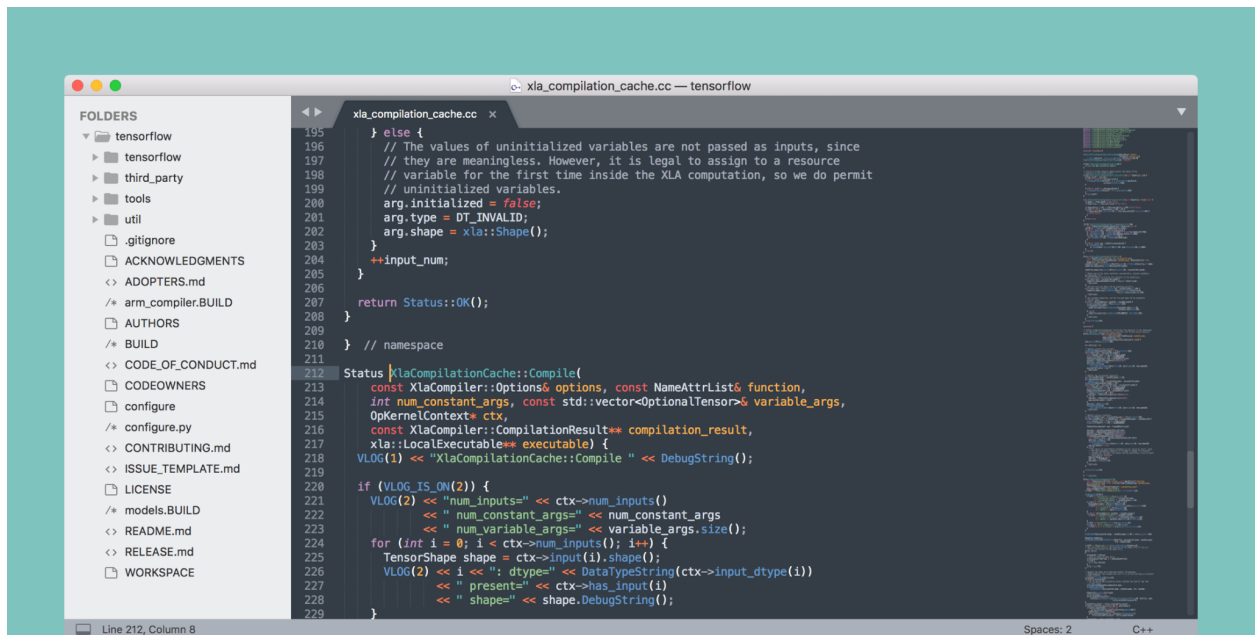 xla_compilation_cache.cc — tensorflow
FOLDERS
tensorflow
tensorflow
third_party
tools
util
.gitignore
ACKNOWLEDGMENTS
<> ADOPTERS.md
/* arm_compiler.BUILD
AUTHORS
/* BUILD
<> CODE_OF_CONDUCT.md
CODEOWNERS
configure
/* configure.py
<> CONTRIBUTING.md
<> ISSUE_TEMPLATE.md
LICENSE
/* models.BUILD
<> README.md
<> RELEASE.md
WORKSPACE
xla_compilation_cache.cc ×
195 } else {
196 // The values of uninitialized variables are not passed as inputs, since
197 // they are meaningless. However, it is legal to assign to a resource
198 // variable for the first time inside the XLA computation, so we do permit
199 // uninitialized variables.
200 arg.initialized = false;
201 arg.type = DT_INVALID;
202 arg.shape = xla::Shape();
203 }
204 ++input_num;
205 }
206
207 return Status::OK();
208 }
209
210 } // namespace
211
212 Status XlaCompilationCache::Compile(
213 const XlaCompiler::Options& options, const NameAttrList& function,
214 int num_constant_args, const std::vector<OptionalTensor>& variable_args,
215 OpKernelContext* ctx,
216 const XlaCompiler::CompilationResult** compilation_result,
217 xla::LocalExecutable** executable) {
218 VLOG(1) << "XlaCompilationCache::Compile " << DebugString();
219
220 if (VLOG_IS_ON(2)) {
221 VLOG(2) << "num_inputs=" << ctx->num_inputs()
222 << " num_constant_args=" << num_constant_args
223 << " num_variable_args=" << variable_args.size();
224 for (int i = 0; i < ctx->num_inputs(); i++) {
225 TensorShape shape = ctx->input(i).shape();
226 VLOG(2) << i << ": dtype=" << DataTypeString(ctx->input_dtype(i))
227 << " present=" << ctx->has_input(i)
228 << " shape=" << shape.DebugString();
229 }
Line 212, Column 8
Spaces: 2
C++